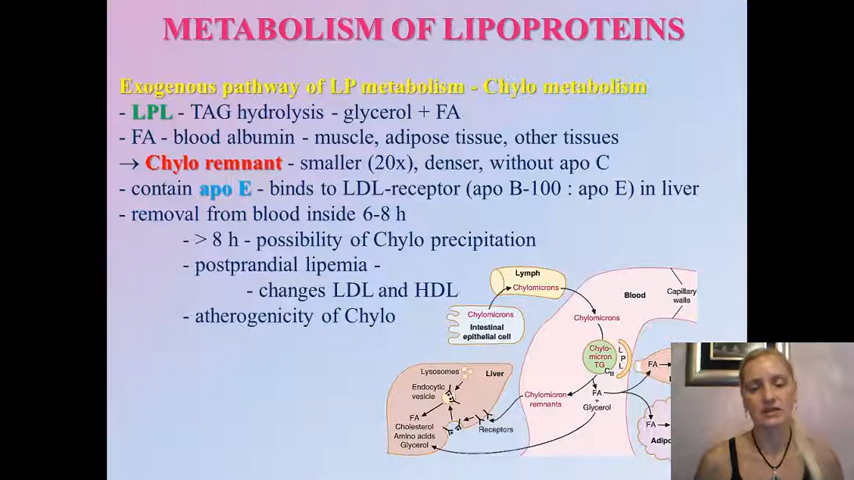 METABOLISM OF LIPOPROTEINS
Exogenous pathway of LP metabolism - Chylo metabolism
- LPL - TAG hydrolysis - glycerol + FA
- FA - blood albumin - muscle, adipose tissue, other tissues
→ Chylo remnant - smaller (20x), denser, without apo C
- contain apo E - binds to LDL-receptor (apo B-100 : apo E) in liver
- removal from blood inside 6-8 h
- > 8 h - possibility of Chylo precipitation
- postprandial lipemia -
- changes LDL and HDL
- atherogenicity of Chylo
Lymph
Chylomicrons
Chylomicrons
Intestinal
epithelial cell
Blood
Capillary
walls
Chylomicrons
Chylo-
micron
TG
C
L
P
L
FA
FA
+
Glycerol
FA
Adipo
Chylomicron
remnants
Lysosomes
Liver
Endocytic
vesicle
FA
Cholesterol
Amino acids
Glycerol
Receptors